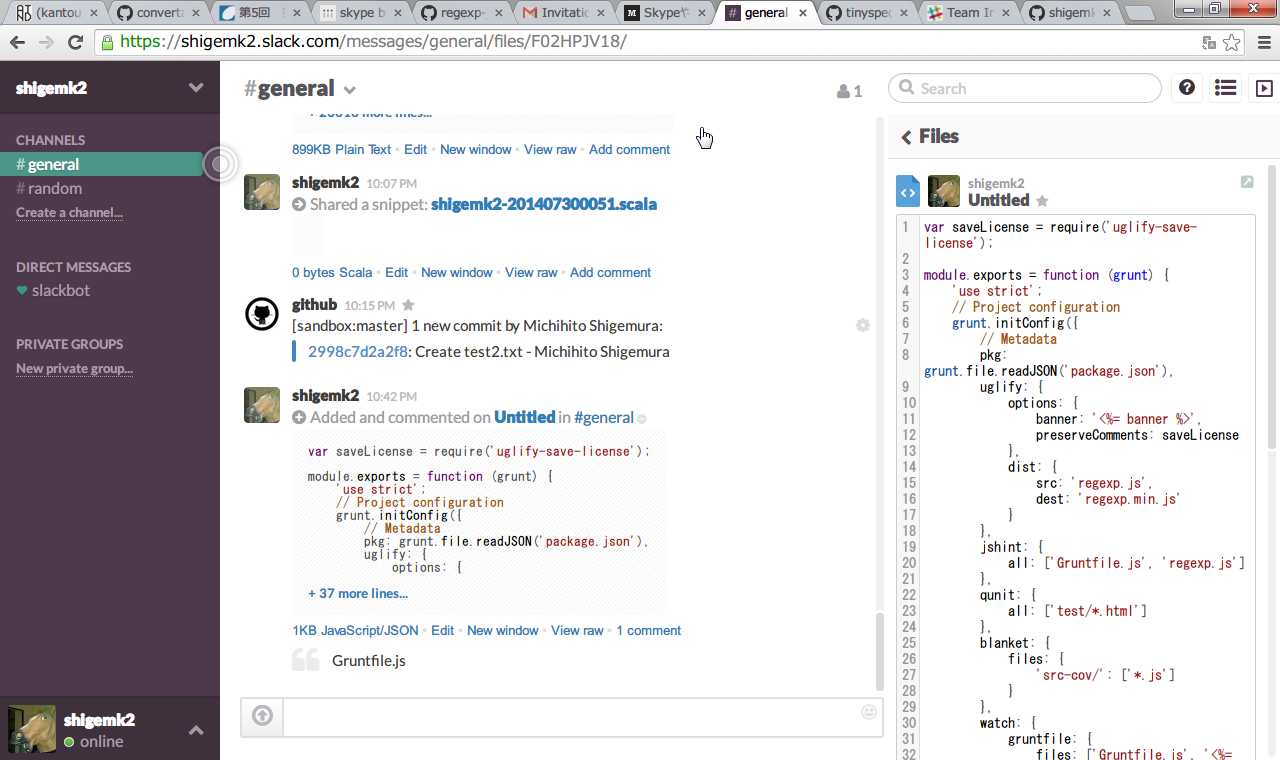 (kantou
converta
第5回
skype b
regexp-
Invitatio
Skypeや
general
tinyspec
Team In
shigemk
https://shigemk2.slack.com/messages/general/files/F02HPJV18/
shigemk2
CHANNELS
# general
# random
Create a channel...
DIRECT MESSAGES
slackbot
PRIVATE GROUPS
New private group...
shigemk2
online
#general
1
899KB Plain Text • Edit • New window • View raw • Add comment
shigemk2 10:07 PM
Shared a snippet: shigemk2-201407300051.scala
0 bytes Scala • Edit • New window • View raw • Add comment
github 10:15 PM
[sandbox:master] 1 new commit by Michihito Shigemura:
2998c7d2a2f8: Create test2.txt - Michihito Shigemura
shigemk2 10:42 PM
Added and commented on Untitled in #general
var saveLicense = require('uglify-save-license');
module.exports = function (grunt) {
'use strict';
// Project configuration
grunt.initConfig({
// Metadata
pkg: grunt.file.readJSON('package.json'),
uglify: {
options: {
+ 37 more lines...
1KB JavaScript/JSON • Edit • New window • View raw • 1 comment
Gruntfile.js
Search
?
Files
shigemk2
Untitled
1 var saveLicense = require('uglify-save-
license');
2
3 module.exports = function (grunt) {
4 'use strict';
5 // Project configuration
6 grunt.initConfig({
7 // Metadata
8 pkg:
grunt.file.readJSON('package.json'),
9 uglify: {
10 options: {
11 banner: '<%= banner %>',
12 preserveComments: saveLicense
13 },
14 dist: {
15 src: 'regexp.js',
16 dest: 'regexp.min.js'
17 }
18 },
19 jshint: {
20 all: ['Gruntfile.js', 'regexp.js']
21 },
22 qunit: {
23 all: ['test/*.html']
24 },
25 blanket: {
26 files: {
27 'src-cov/': ['*.js']
28 }
29 },
30 watch: {
31 gruntfile: {
32 files: ['Gruntfile.js', '<%=